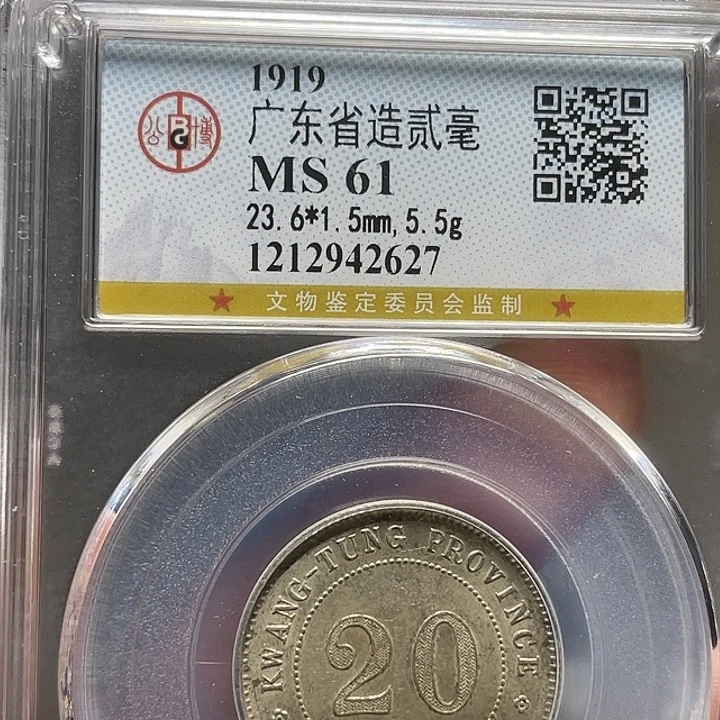 1919
广东省造贰毫
公 BG 博
MS 61
23.6*1.5mm,5.5g
1212942627
★ 文物鉴定委员会监制 ★
KWANG-TUNG PROVINCE
20